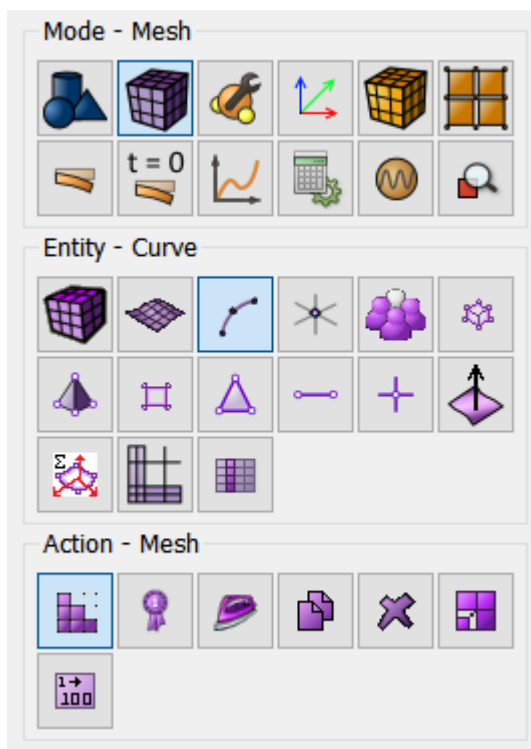 Mode - Mesh
t = 0
Entity - Curve
Σ
Action - Mesh
1→
100